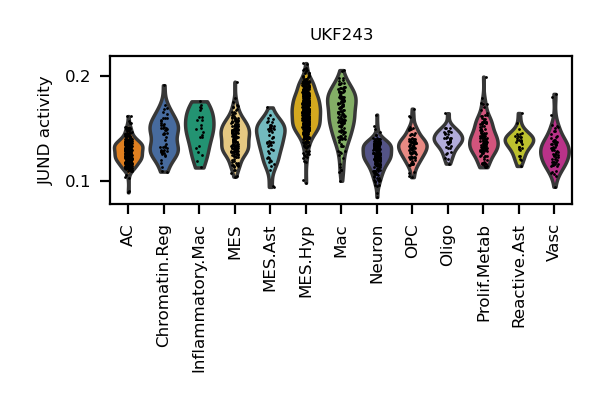 UKF243
JUND activity
0.2
0.1
AC
Chromatin.Reg
Inflammatory.Mac
MES
MES.Ast
MES.Hyp
Mac
Neuron
OPC
Oligo
Prolif.Metab
Reactive.Ast
Vasc